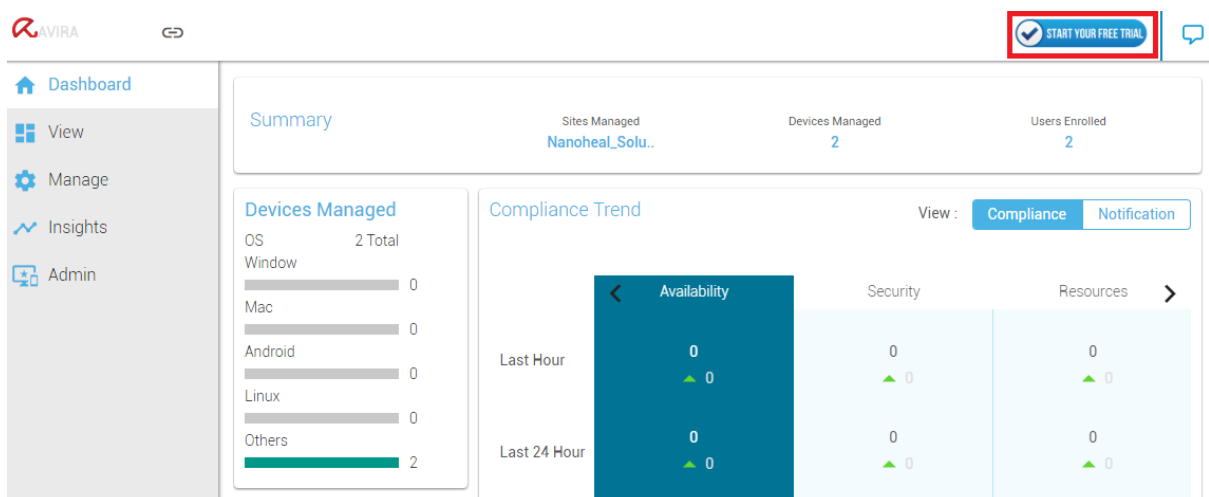 AVIRA
START YOUR FREE TRIAL
Dashboard
View
Manage
Insights
Admin
Summary
Sites Managed
Nanoheal_Solu..
Devices Managed
2
Users Enrolled
2
Devices Managed
OS 2 Total
Window
0
Mac
0
Android
0
Linux
0
Others
2
Compliance Trend
View : Compliance Notification
Availability Security Resources
Last Hour 0 0 0
0 0 0
Last 24 Hour 0 0 0
0 0 0